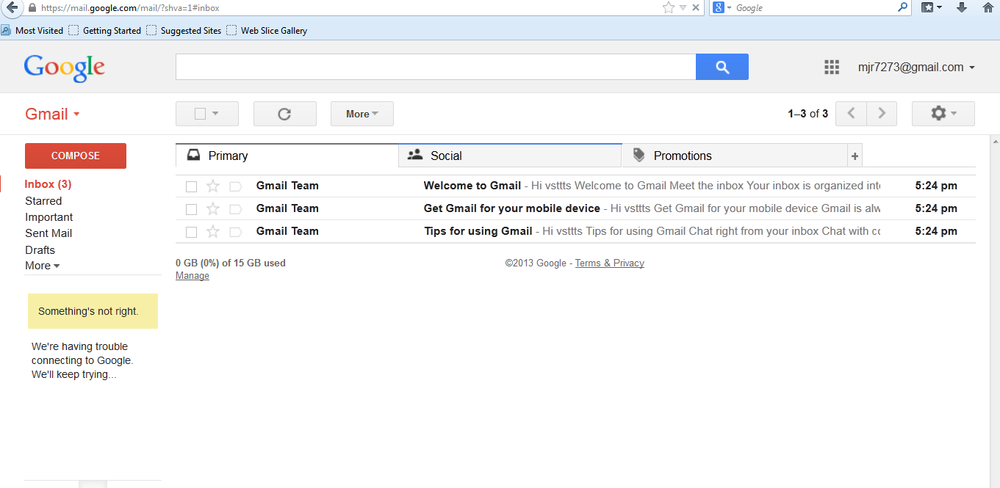 https://mail.google.com/mail/?shva=1#inbox
8 Google
Most Visited Getting Started Suggested Sites Web Slice Gallery
Google
mjr7273@gmail.com
Gmail
More
1–3 of 3
COMPOSE
Inbox (3)
Starred
Important
Sent Mail
Drafts
More
Primary Social Promotions +
Gmail Team Welcome to Gmail - Hi vsttts Welcome to Gmail Meet the inbox Your inbox is organized into 5:24 pm
Gmail Team Get Gmail for your mobile device - Hi vsttts Get Gmail for your mobile device Gmail is alw 5:24 pm
Gmail Team Tips for using Gmail - Hi vsttts Tips for using Gmail Chat right from your inbox Chat with co 5:24 pm
0 GB (0%) of 15 GB used
Manage
©2013 Google - Terms & Privacy
Something's not right.
We're having trouble
connecting to Google.
We'll keep trying...